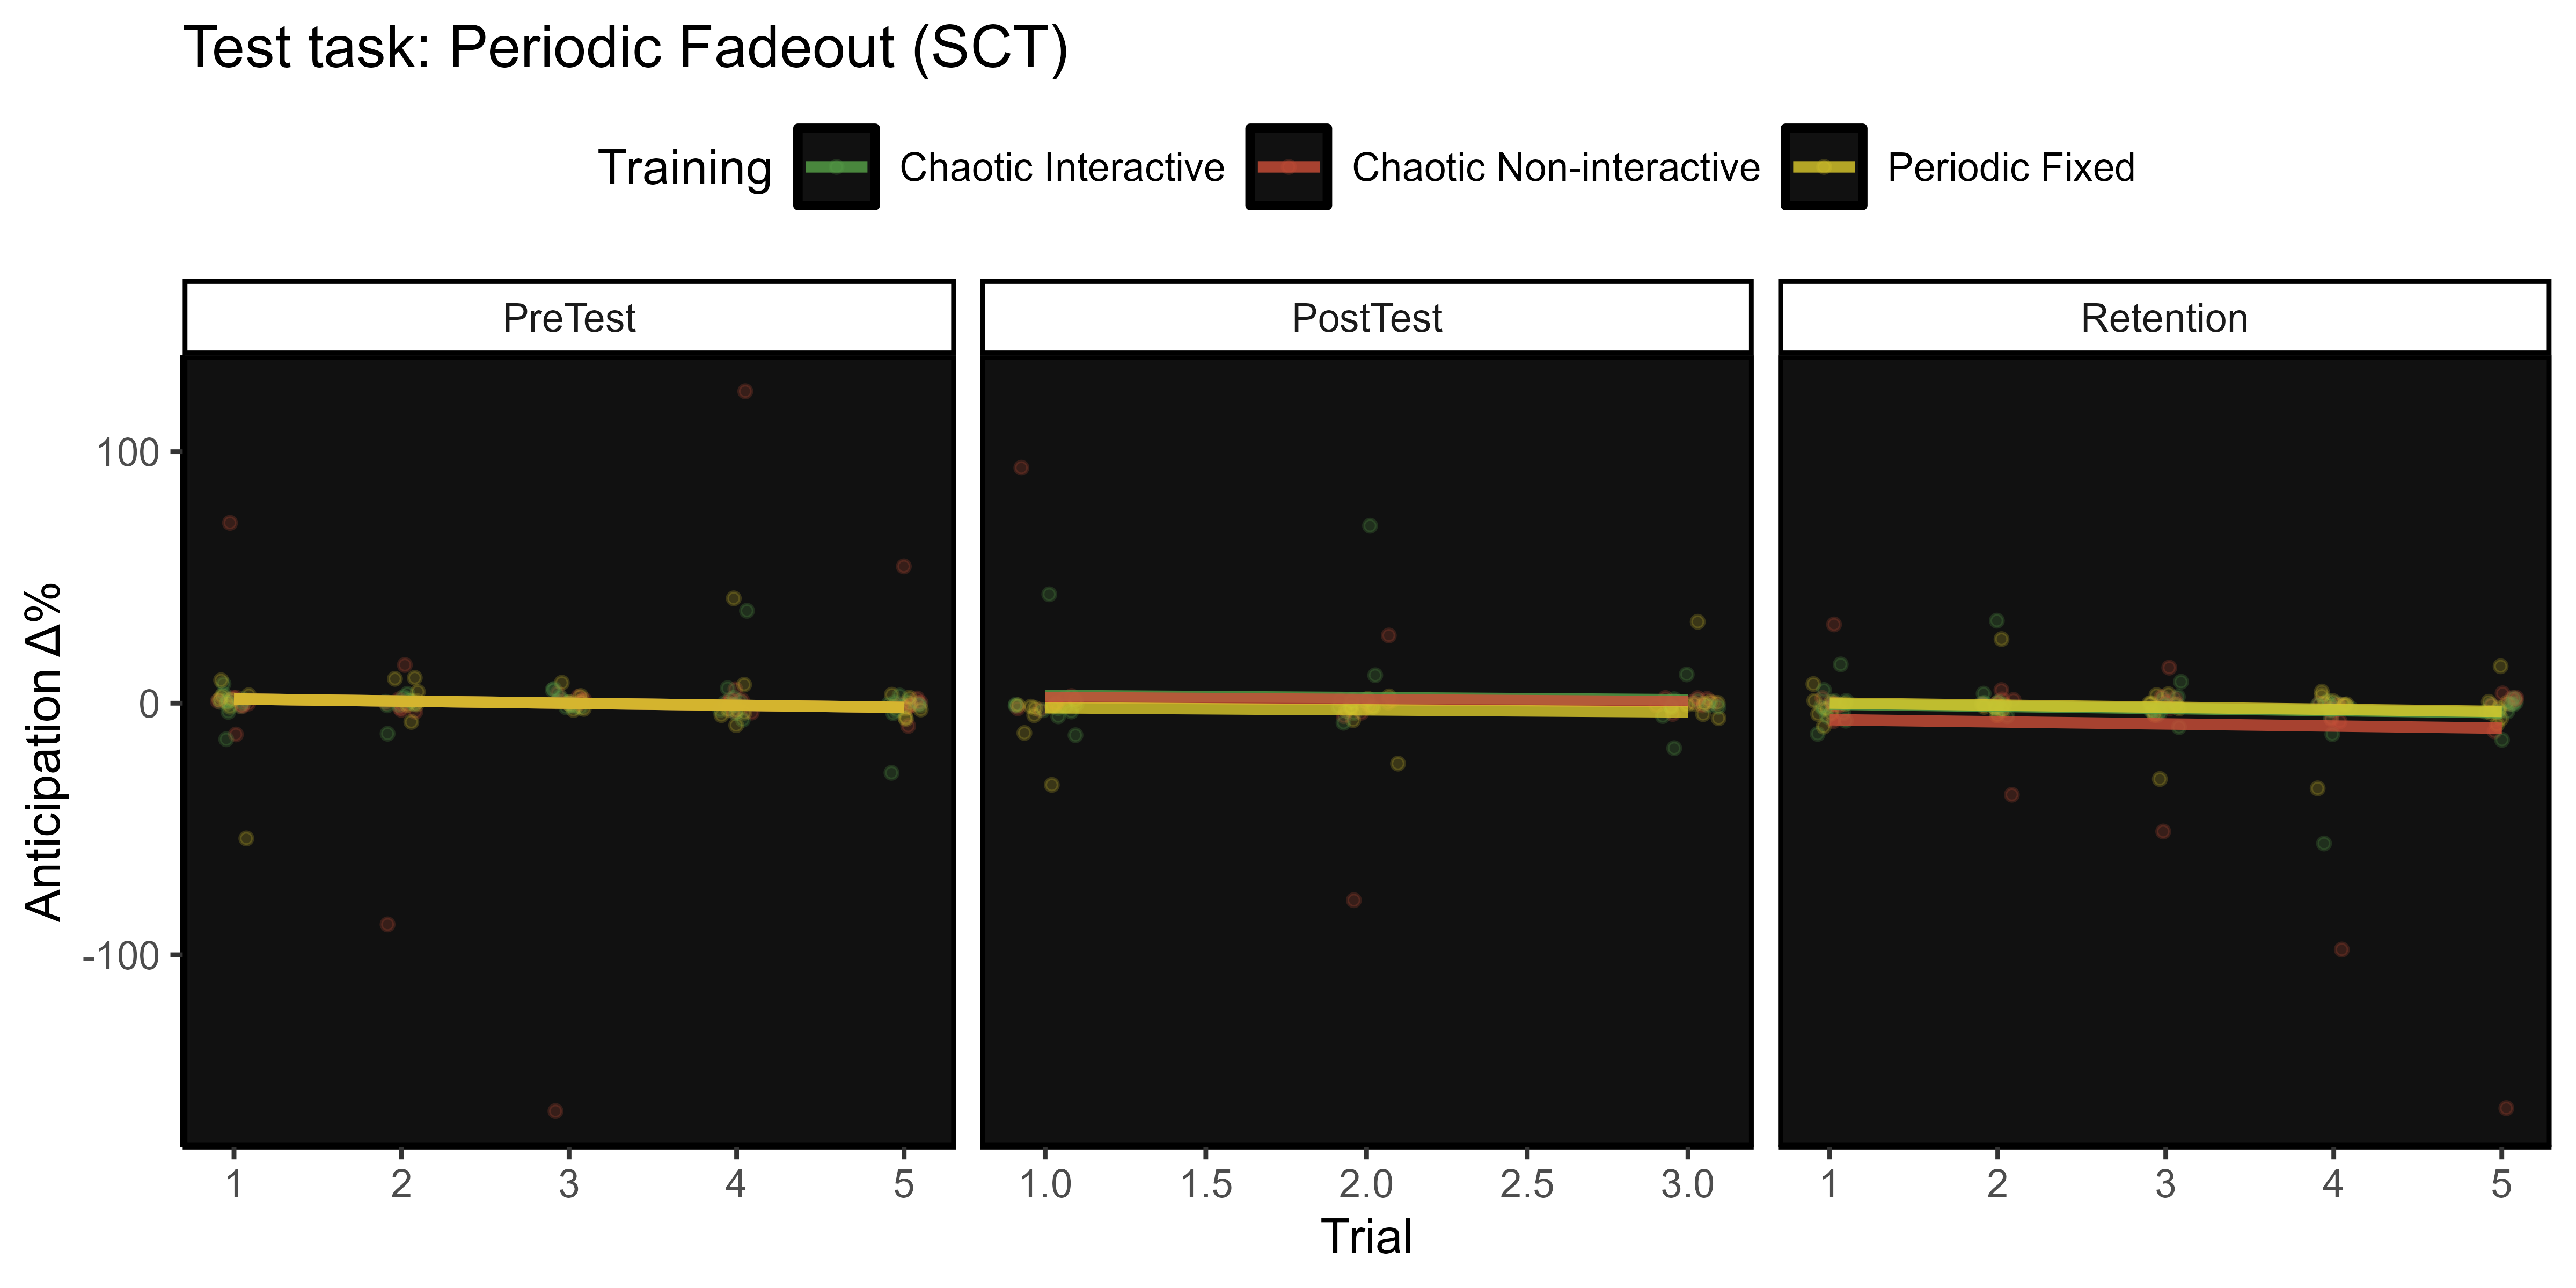 Test task: Periodic Fadeout (SCT)
Training Chaotic Interactive Chaotic Non-interactive Periodic Fixed
PreTest PostTest Retention
Anticipation Δ%
100
0
-100
1 2 3 4 5 1.0 1.5 2.0 2.5 3.0 1 2 3 4 5
Trial